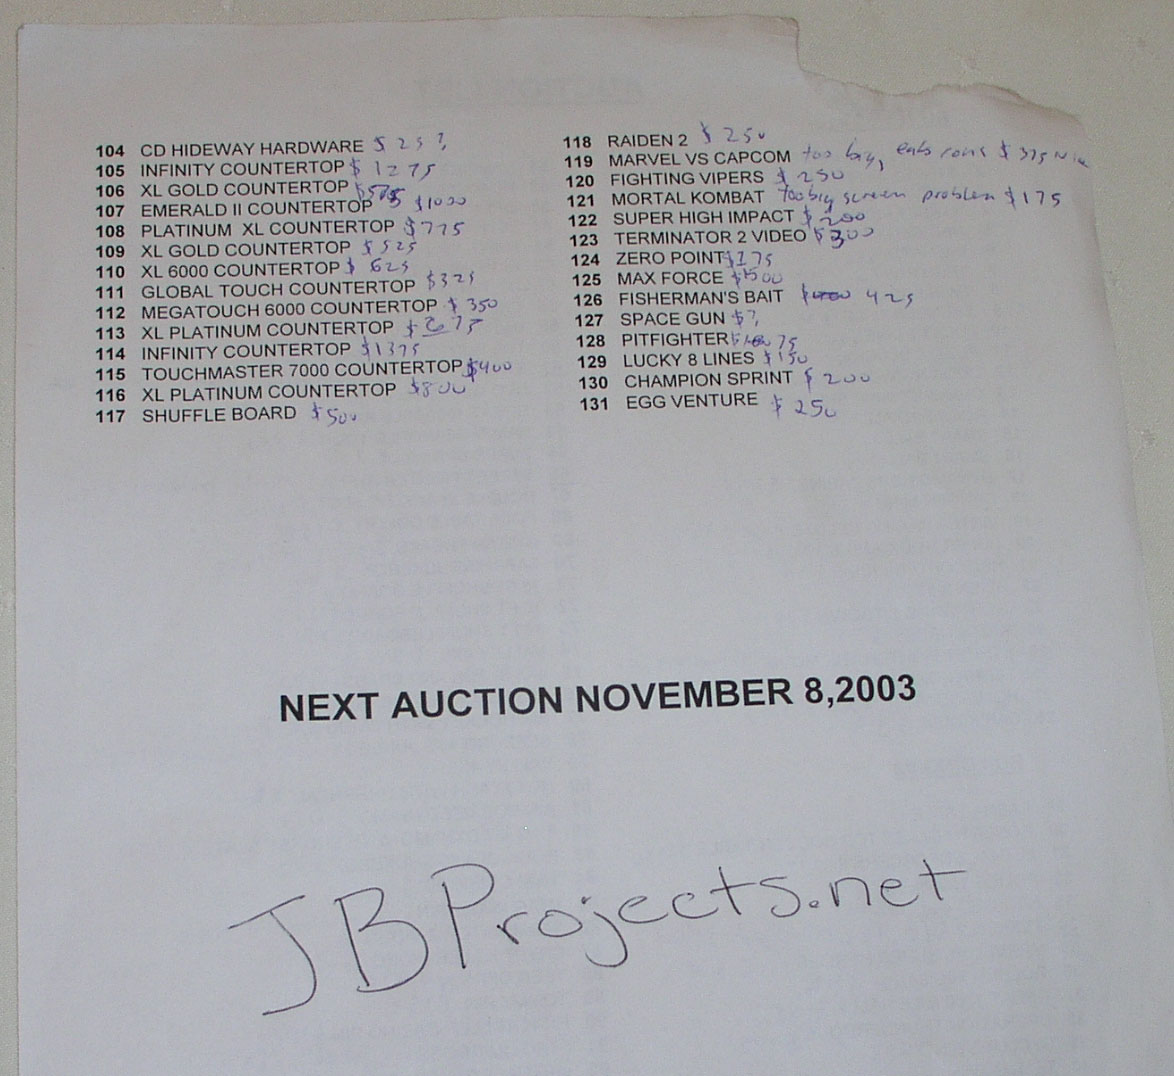 104 CD HIDEWAY HARDWARE $ 25 ?
105 INFINITY COUNTERTOP $ 1275
106 XL GOLD COUNTERTOP
107 EMERALD II COUNTERTOP $1000
108 PLATINUM XL COUNTERTOP $775
109 XL GOLD COUNTERTOP $525
110 XL 6000 COUNTERTOP $ 625
111 GLOBAL TOUCH COUNTERTOP $325
112 MEGATOUCH 6000 COUNTERTOP $ 350
113 XL PLATINUM COUNTERTOP $675
114 INFINITY COUNTERTOP $1375
115 TOUCHMASTER 7000 COUNTERTOP $400
116 XL PLATINUM COUNTERTOP $800
117 SHUFFLE BOARD $500
118 RAIDEN 2 $ 250
119 MARVEL VS CAPCOM too big, eats coins $ 375
120 FIGHTING VIPERS $ 250
121 MORTAL KOMBAT too big screen problem $175
122 SUPER HIGH IMPACT $200
123 TERMINATOR 2 VIDEO $300
124 ZERO POINT $175
125 MAX FORCE
126 FISHERMAN'S BAIT 425
127 SPACE GUN $?
128 PITFIGHTER 75
129 LUCKY 8 LINES $150
130 CHAMPION SPRINT $ 200
131 EGG VENTURE $ 250
NEXT AUCTION NOVEMBER 8,2003
JBProjects.net